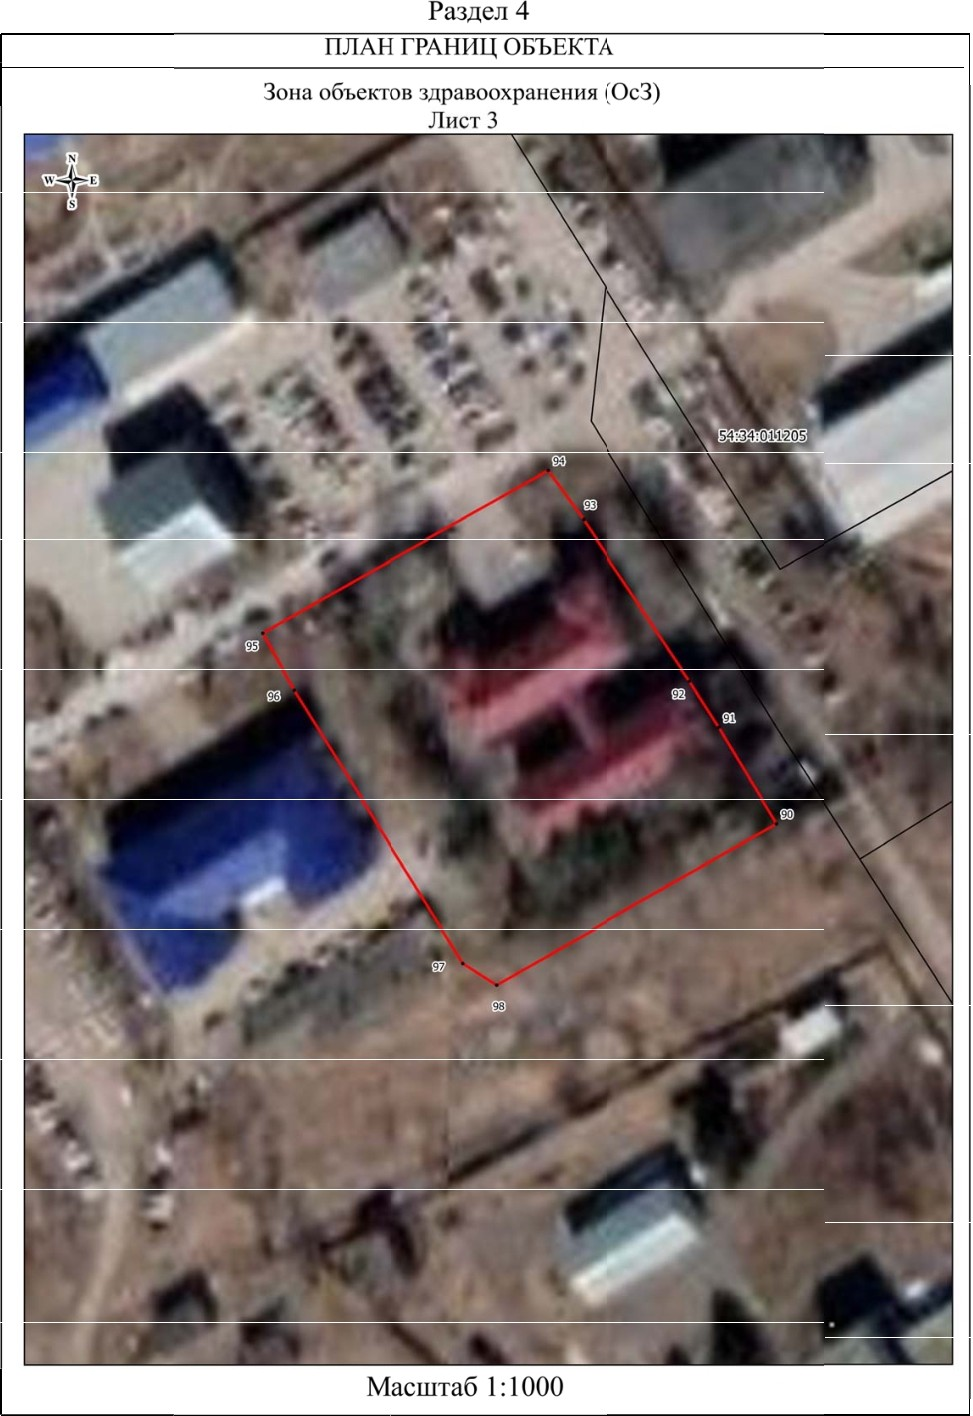 Раздел 4
ПЛАН ГРАНИЦ ОБЪЕКТА
Зона объектов здравоохранения (Ос3)
Лист 3
N
W E
S
54:34:011205
94
93
95
92
96
91
90
97
98
Масштаб 1:1000